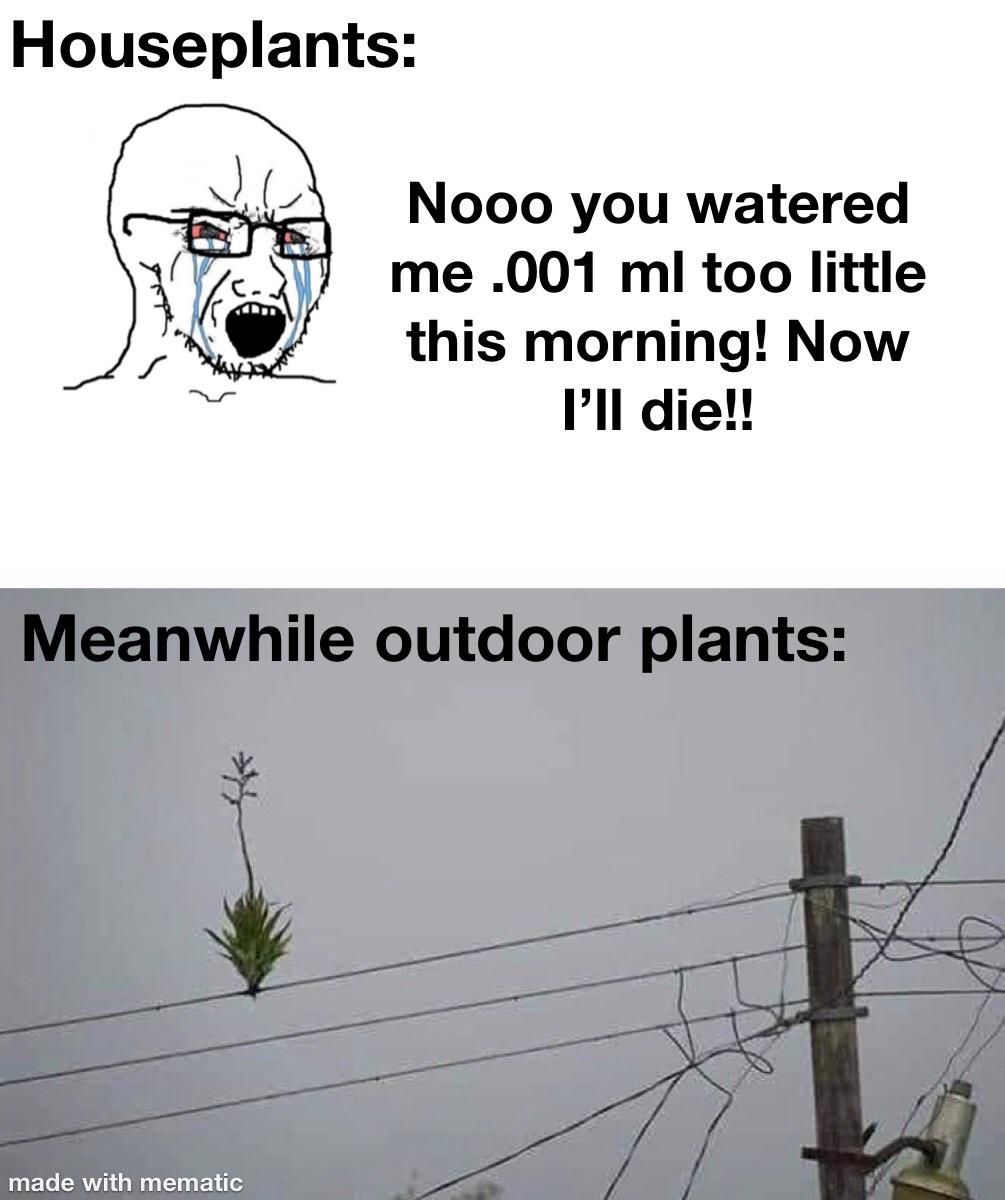 Houseplants:
Nooo you watered
me .001 ml too little
this morning! Now
I’ll die!!
Meanwhile outdoor plants:
made with mematic